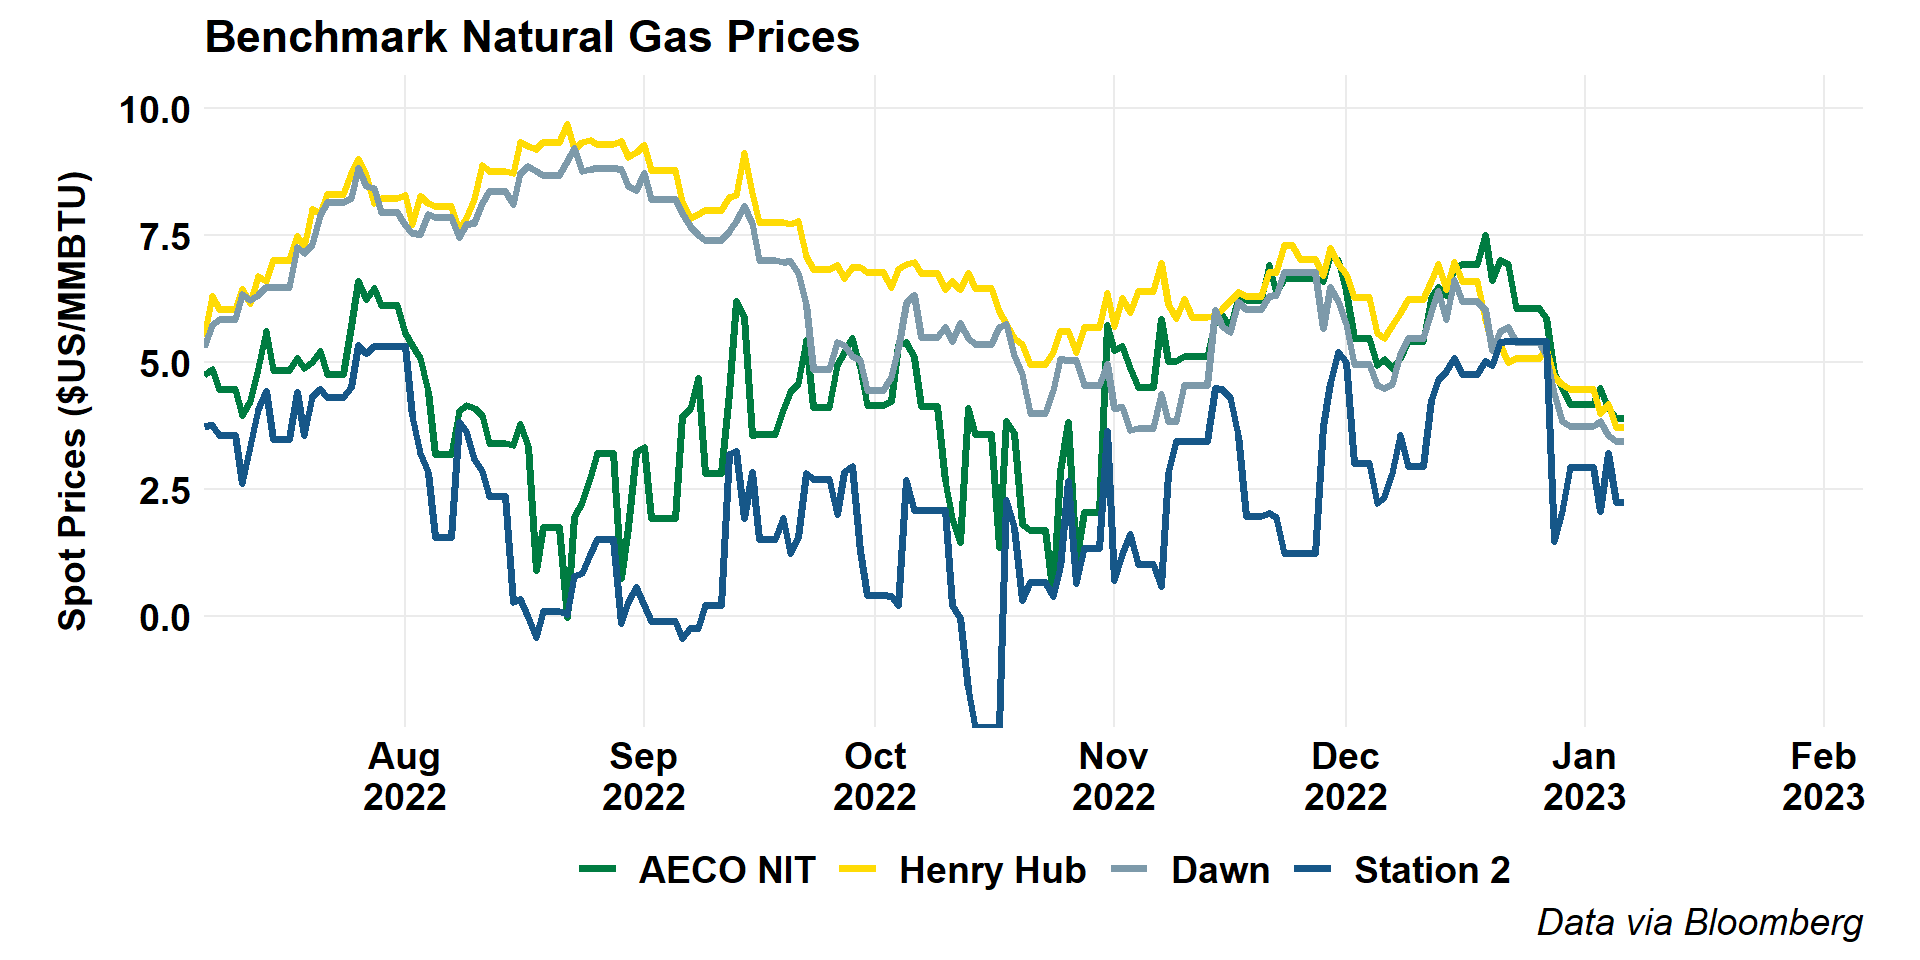 Benchmark Natural Gas Prices
Spot Prices ($US/MMBTU)
10.0
7.5
5.0
2.5
0.0
Aug 2022
Sep 2022
Oct 2022
Nov 2022
Dec 2022
Jan 2023
Feb 2023
AECO NIT Henry Hub Dawn Station 2
Data via Bloomberg